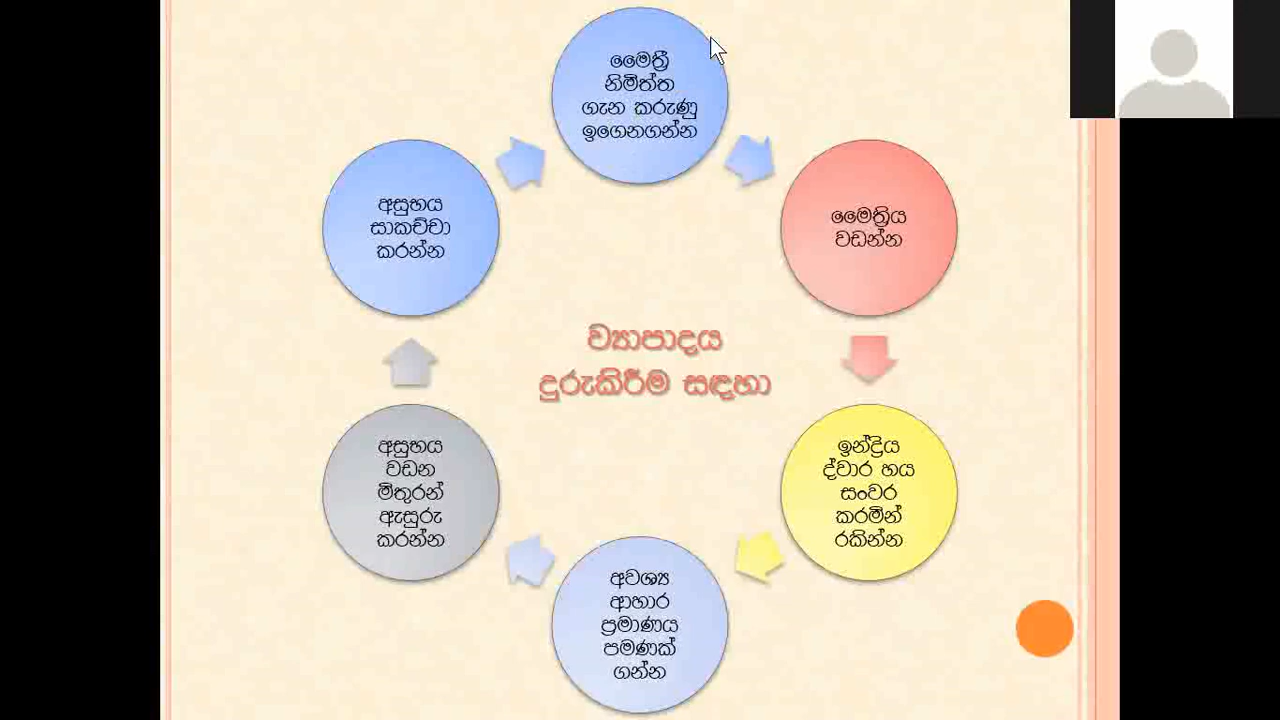 මෛත්‍රී
නිමිත්ත
ගැන කරුණු
ඉගෙනගන්න
මෛත්‍රිය
වඩන්න
ඉන්ද්‍රිය
ද්වාර හය
සංවර
කරමින්
රකින්න
අවශ්‍ය
ආහාර
ප්‍රමාණය
පමණක්
ගන්න
අසුභය
වඩන
මිතුරන්
ඇසුරු
කරන්න
අසුභය
සාකච්චා
කරන්න
ව්‍යාපාදය
දුරුකිරීම සඳහා